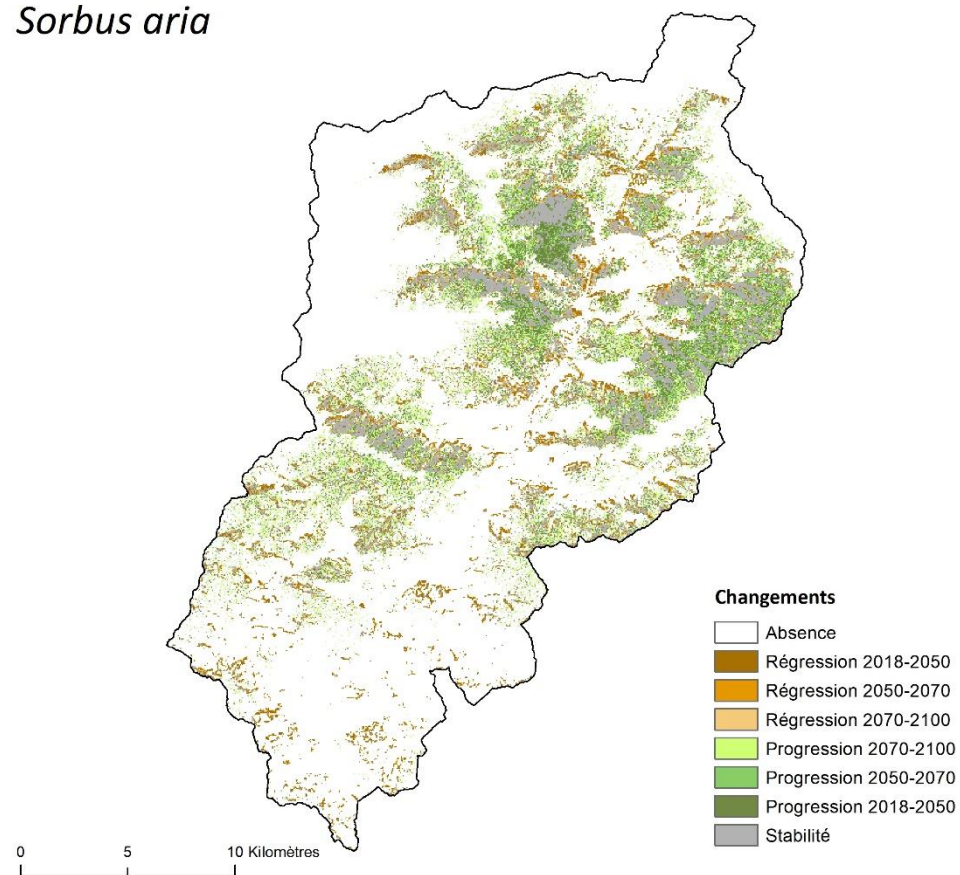 Sorbus aria
Changements
Absence
Régression 2018-2050
Régression 2050-2070
Régression 2070-2100
Progression 2070-2100
Progression 2050-2070
Progression 2018-2050
Stabilité
0 5 10 Kilomètres